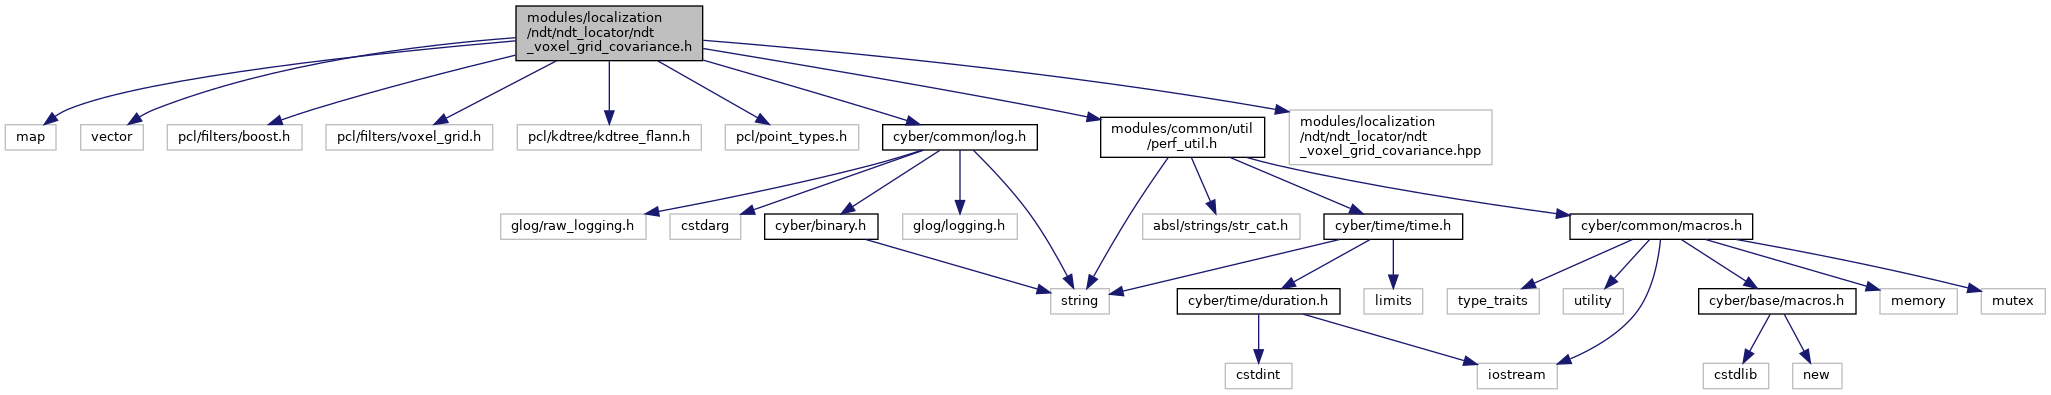 modules/localization
/ndt/ndt_locator/ndt
_voxel_grid_covariance.h
map
vector
pcl/filters/boost.h
pcl/filters/voxel_grid.h
pcl/kdtree/kdtree_flann.h
pcl/point_types.h
cyber/common/log.h
modules/common/util
/perf_util.h
modules/localization
/ndt/ndt_locator/ndt
_voxel_grid_covariance.hpp
glog/raw_logging.h
cstdarg
cyber/binary.h
glog/logging.h
absl/strings/str_cat.h
cyber/time/time.h
cyber/common/macros.h
string
cyber/time/duration.h
limits
type_traits
utility
cyber/base/macros.h
memory
mutex
cstdint
iostream
cstdlib
new